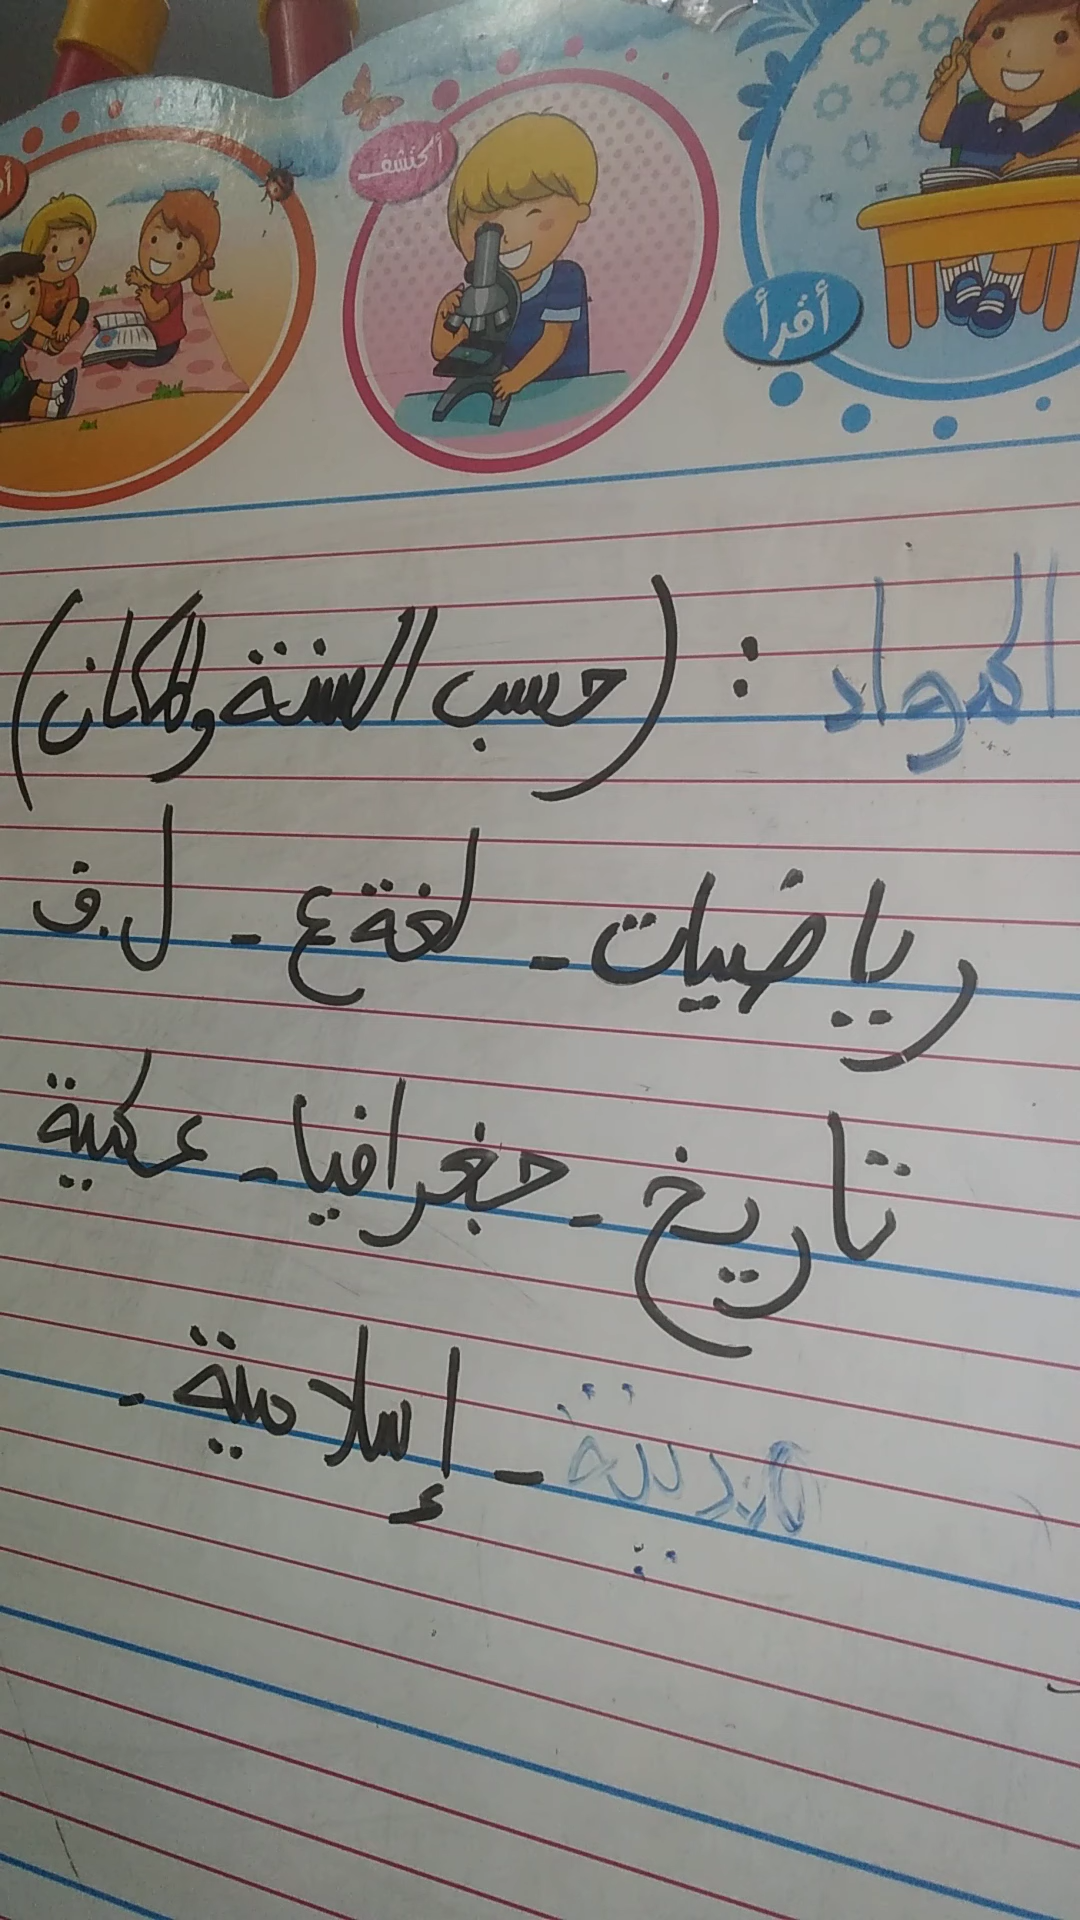 أقرأ
أكتشف
المواد : (حسب السنة والمكان)
رياضيات - لغة ع - ل.ف
تاريخ - جغرافيا - علمية
مدنية - إسلامية -